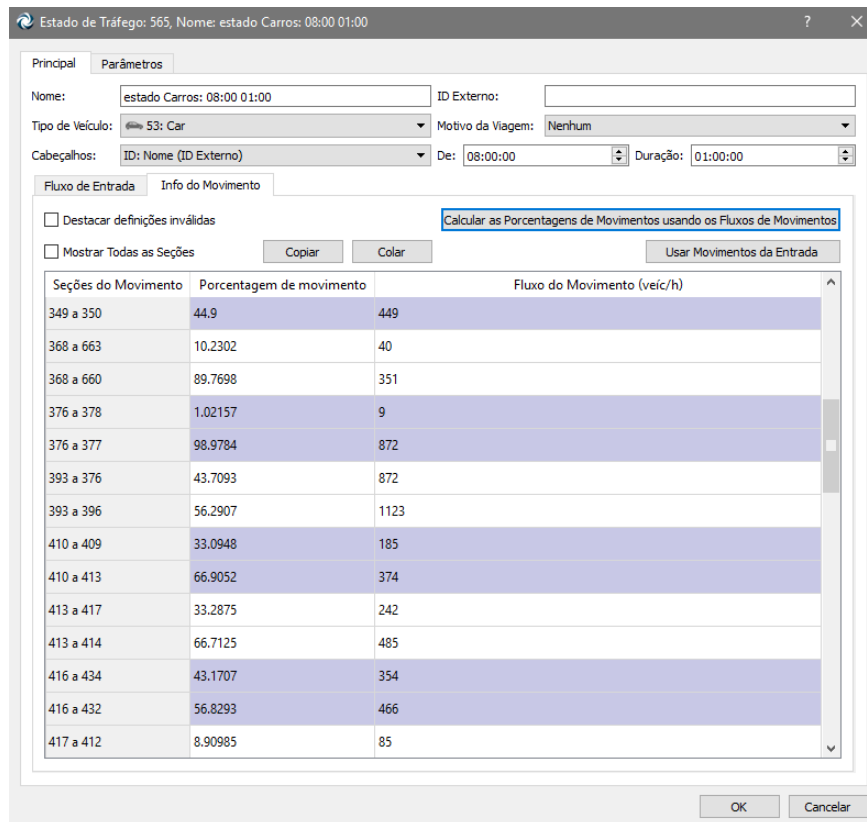 Estado de Tráfego: 565, Nome: estado Carros: 08:00 01:00 ? ×
Principal Parâmetros
Nome: estado Carros: 08:00 01:00 ID Externo:
Tipo de Veículo: 53: Car Motivo da Viagem: Nenhum
Cabeçalhos: ID: Nome (ID Externo) De: 08:00:00 Duração: 01:00:00
Fluxo de Entrada Info do Movimento
Destacar definições inválidas Calcular as Porcentagens de Movimentos usando os Fluxos de Movimentos
Mostrar Todas as Seções Copiar Colar Usar Movimentos da Entrada
Seções do Movimento Porcentagem de movimento Fluxo do Movimento (veíc/h)
349 a 350 44.9 449
368 a 663 10.2302 40
368 a 660 89.7698 351
376 a 378 1.02157 9
376 a 377 98.9784 872
393 a 376 43.7093 872
393 a 396 56.2907 1123
410 a 409 33.0948 185
410 a 413 66.9052 374
413 a 417 33.2875 242
413 a 414 66.7125 485
416 a 434 43.1707 354
416 a 432 56.8293 466
417 a 412 8.90985 85
OK Cancelar